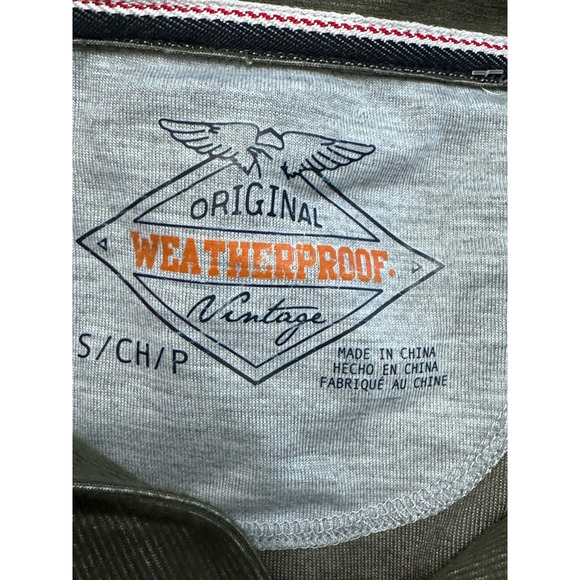 ORIGINAL
WEATHERPROOF.
Vintage
S/CH/P
MADE IN CHINA
HECHO EN CHINA
FABRIQUÉ AU CHINE